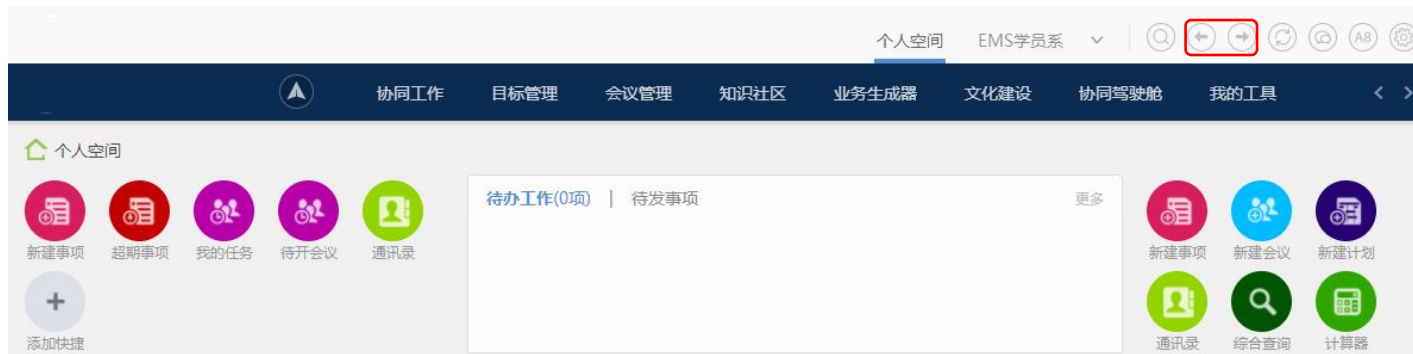 个人空间 EMS学员系 A8
协同工作 目标管理 会议管理 知识社区 业务生成器 文化建设 协同驾驶舱 我的工具
个人空间
待办工作(0项) | 待发事项 更多
新建事项 超期事项 我的任务 待开会议 通讯录
新建事项 新建会议 新建计划
添加快捷
通讯录 综合查询 计算器